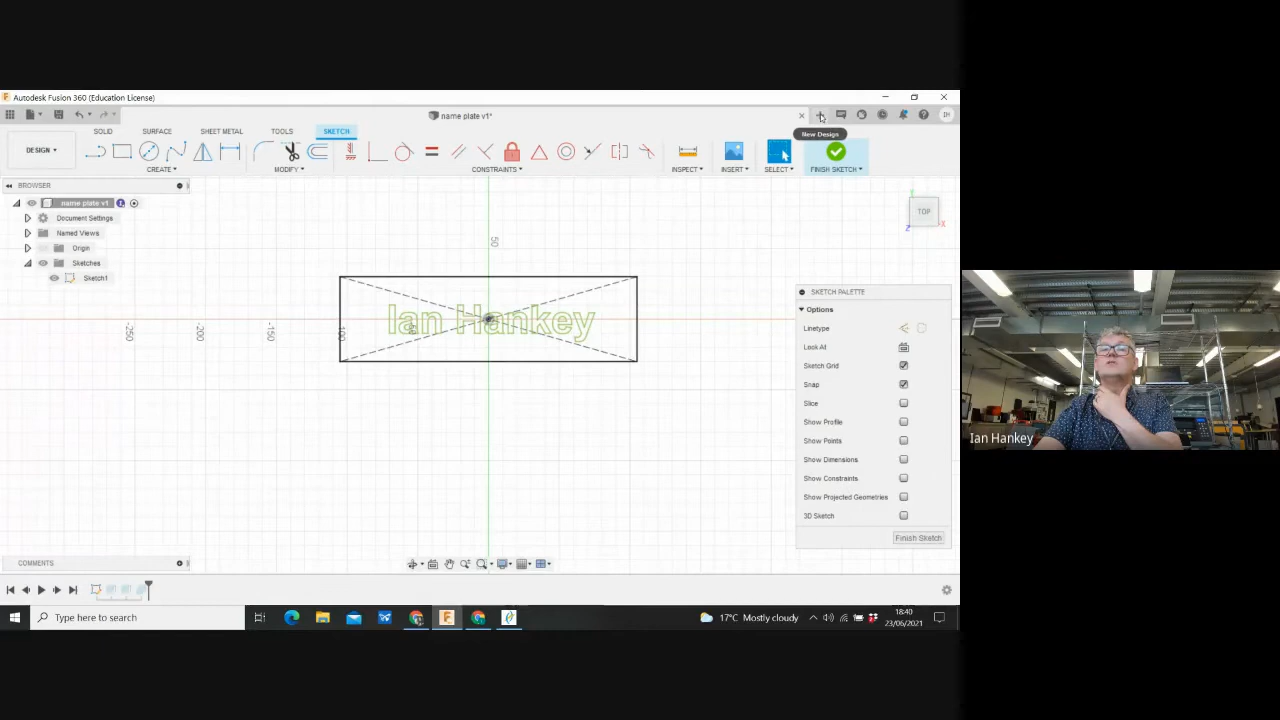 Autodesk Fusion 360 (Education License)
name plate v1*
New Design
IH
DESIGN
SOLID
SURFACE
SHEET METAL
TOOLS
SKETCH
CREATE
MODIFY
CONSTRAINTS
INSPECT
INSERT
SELECT
FINISH SKETCH
BROWSER
name plate v1
Document Settings
Named Views
Origin
Sketches
Sketch1
50
-250
-200
-150
100
Ian Hankey
TOP
Y
X
Z
SKETCH PALETTE
Options
Linetype
Look At
Sketch Grid
Snap
Slice
Show Profile
Show Points
Show Dimensions
Show Constraints
Show Projected Geometries
3D Sketch
Finish Sketch
COMMENTS
Type here to search
17°C Mostly cloudy
18:40
23/06/2021
Ian Hankey